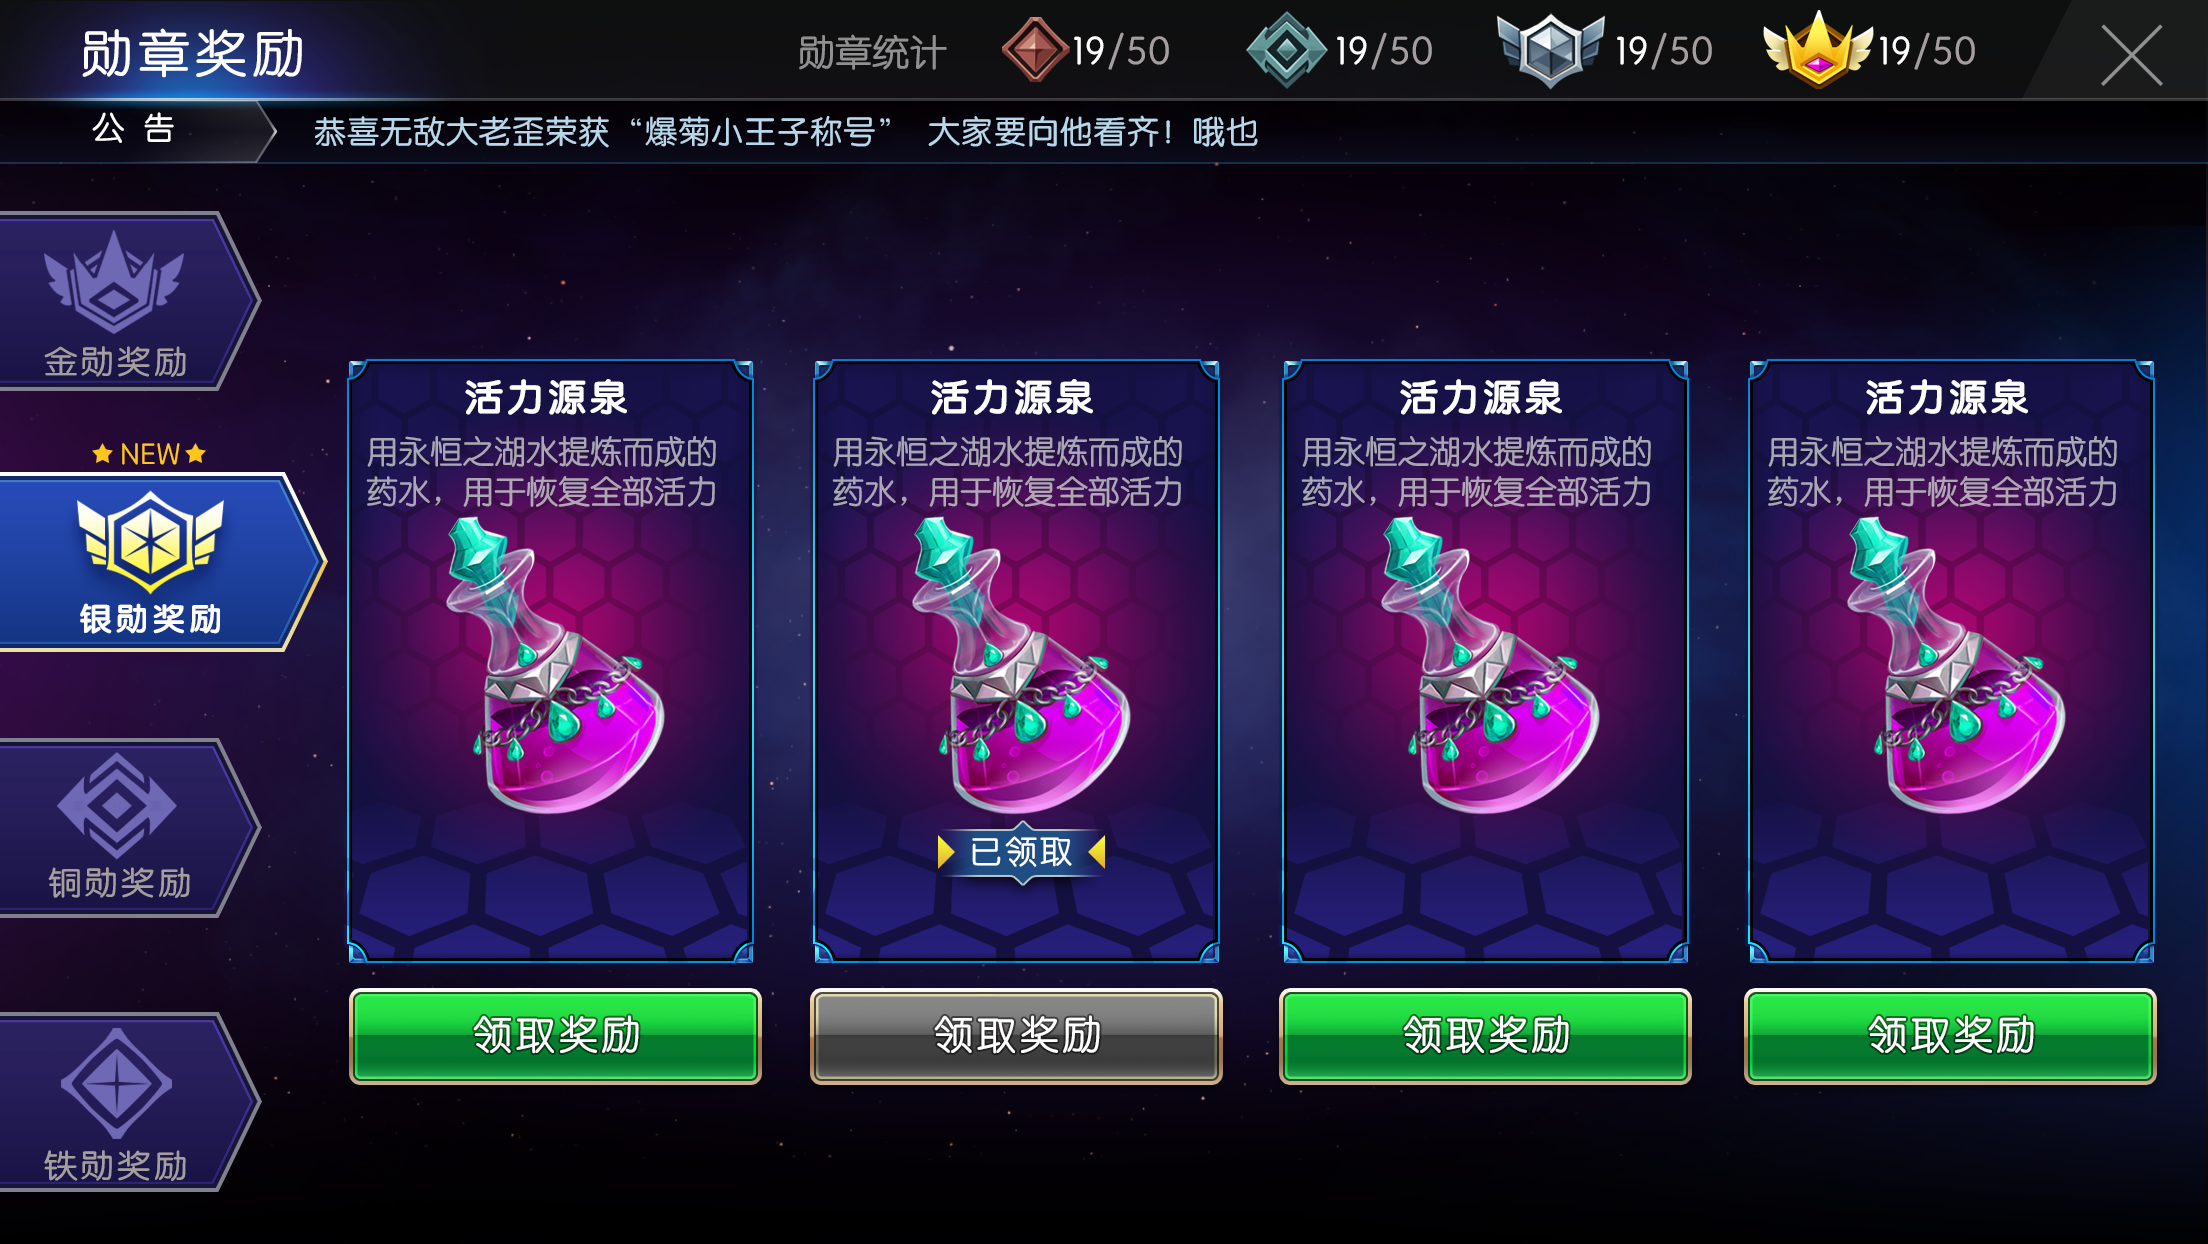 勋章奖励
勋章统计 19/50 19/50 19/50 19/50
公 告
恭喜无敌大老歪荣获“爆菊小王子称号” 大家要向他看齐！哦也
金勋奖励
NEW
银勋奖励
铜勋奖励
铁勋奖励
活力源泉
用永恒之湖水提炼而成的
药水，用于恢复全部活力
领取奖励
活力源泉
用永恒之湖水提炼而成的
药水，用于恢复全部活力
已领取
领取奖励
活力源泉
用永恒之湖水提炼而成的
药水，用于恢复全部活力
领取奖励
活力源泉
用永恒之湖水提炼而成的
药水，用于恢复全部活力
领取奖励